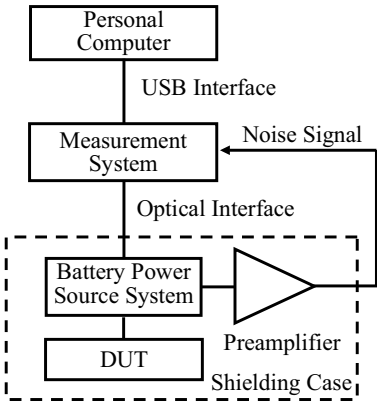 Personal
Computer
USB Interface
Measurement
System
Noise Signal
Optical Interface
Battery Power
Source System
Preamplifier
DUT
Shielding Case